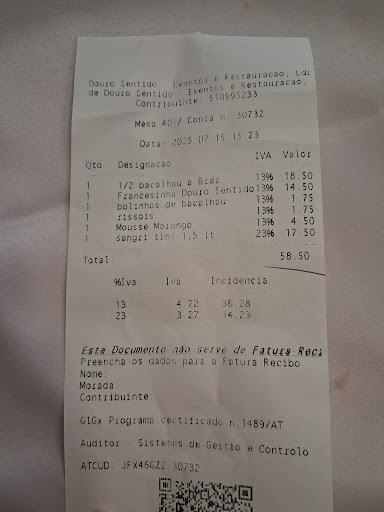 Douro Sentido Eventos e Restauracao, Lda
de Douro Sentido Eventos e Restauracao,
Contribuinte: 510995233
Mesa 40 / Conta n. 30732
Data: 2025-07-15 15:23
Qtd Designacao IVA Valor
1 1/2 bacalhau a Braz 13% 18.50
1 Francesinha Douro Sentido 13% 14.50
1 bolinhos de bacalhau 13% 1.75
1 rissois 13% 1.75
1 Mousse Morango 13% 4.50
1 sangri tint 1,5 lt 23% 17.50
Total: 58.50
%Iva Iva Incidencia
13 4.72 36.28
23 3.27 14.23
Este Documento não serve de Fatura-Reci
Preencha os dados para a Fatura-Recibo
Nome:
Morada:
Contribuinte
GIGx-Programa certificado n.1489/AT
Auditor - Sistemas de Gestão e Controlo
ATCUD: JFX46GZ2-30732